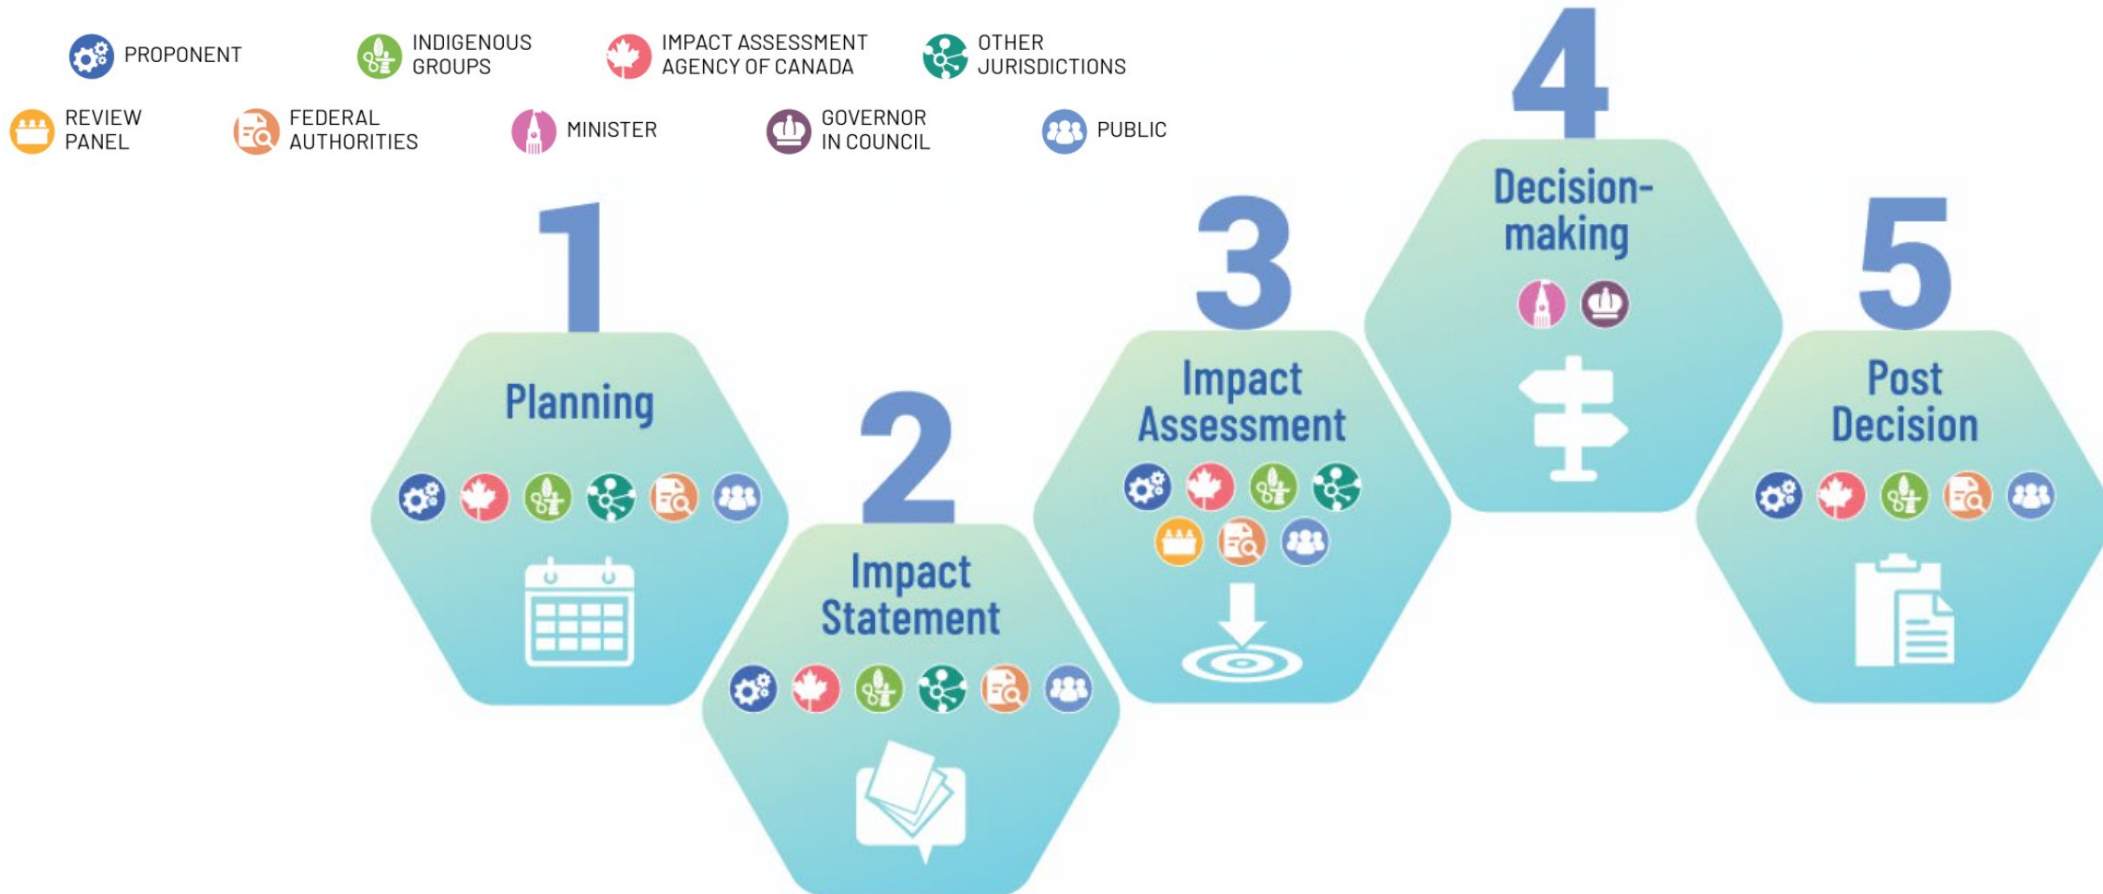 PROPONENT
INDIGENOUS
GROUPS
IMPACT ASSESSMENT
AGENCY OF CANADA
OTHER
JURISDICTIONS
REVIEW
PANEL
FEDERAL
AUTHORITIES
MINISTER
GOVERNOR
IN COUNCIL
PUBLIC
1
Planning
2
Impact
Statement
3
Impact
Assessment
4
Decision-
making
5
Post
Decision